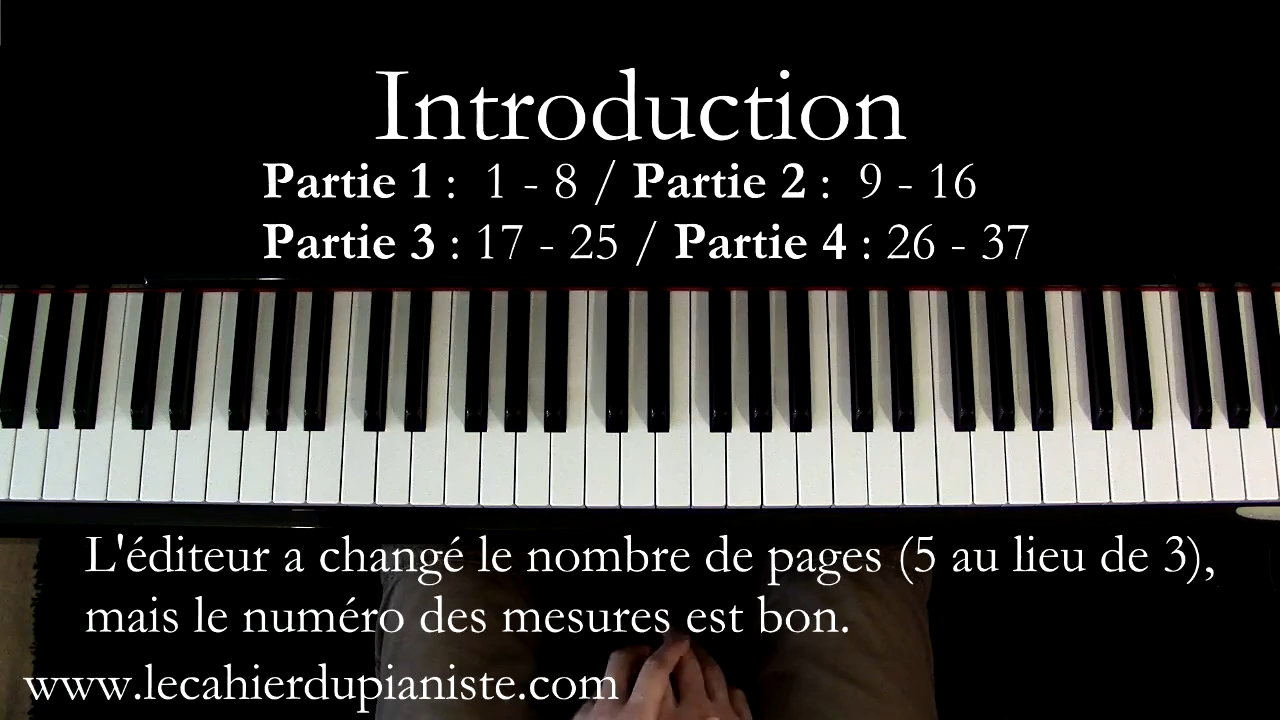 Introduction
Partie 1 : 1 - 8 / Partie 2 : 9 - 16
Partie 3 : 17 - 25 / Partie 4 : 26 - 37
L'éditeur a changé le nombre de pages (5 au lieu de 3),
mais le numéro des mesures est bon.
www.lecahierdupianiste.com